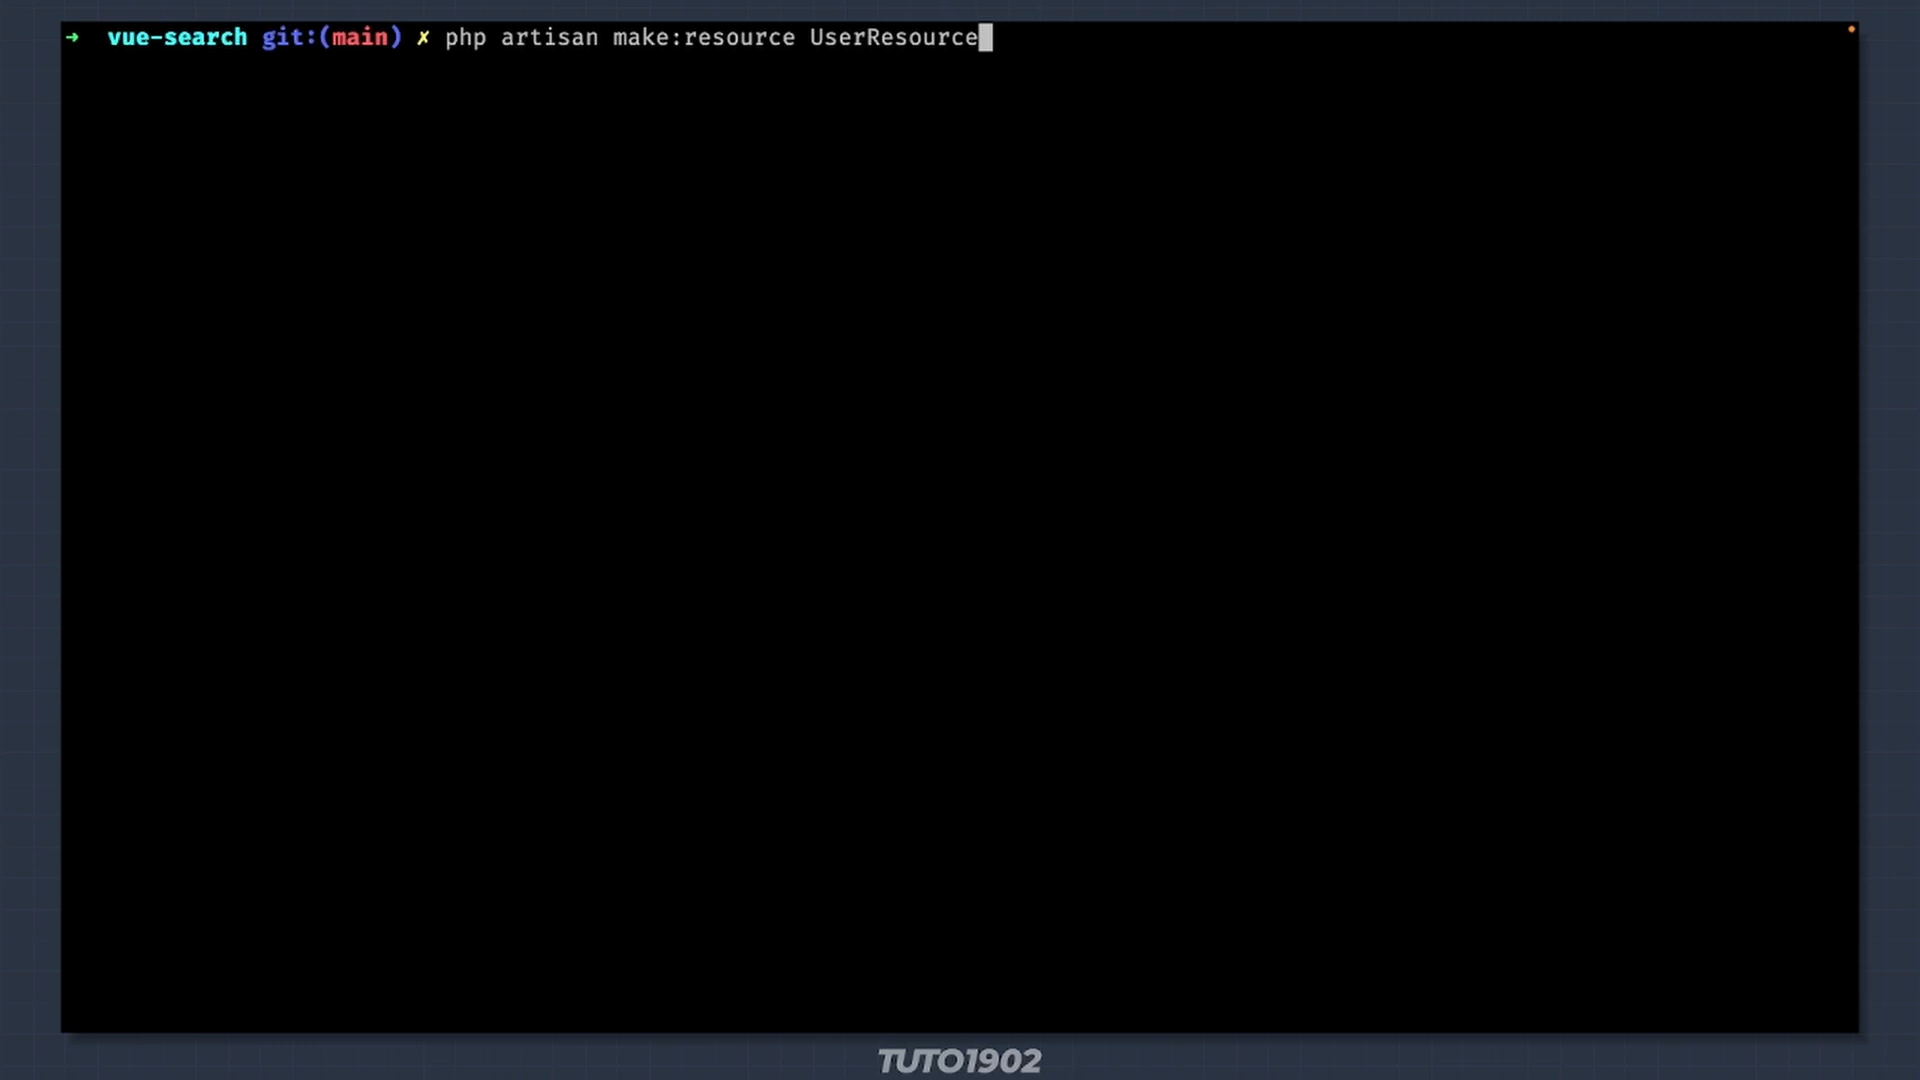 ➜ vue-search git:(main) ✗ php artisan make:resource UserResource
TUTO1902